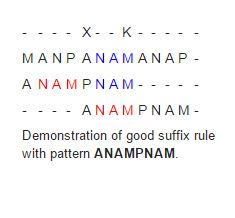 - - - - X - - K - - - - -
M A N P A N A M A N A P -
A N A M P N A M - - - - -
- - - - A N A M P N A M -
Demonstration of good suffix rule
with pattern ANAMPNAM.